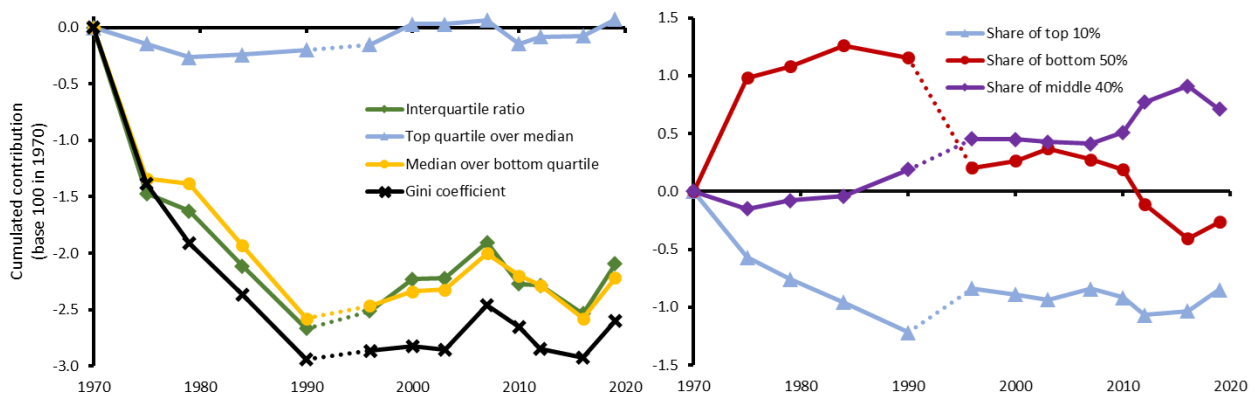 Cumulated contribution
(base 100 in 1970)
0.0
-0.5
-1.0
-1.5
-2.0
-2.5
-3.0
1970
1980
1990
2000
2010
2020
Interquartile ratio
Top quartile over median
Median over bottom quartile
Gini coefficient
1.5
1.0
0.5
0.0
-0.5
-1.0
-1.5
1970
1980
1990
2000
2010
2020
Share of top 10%
Share of bottom 50%
Share of middle 40%